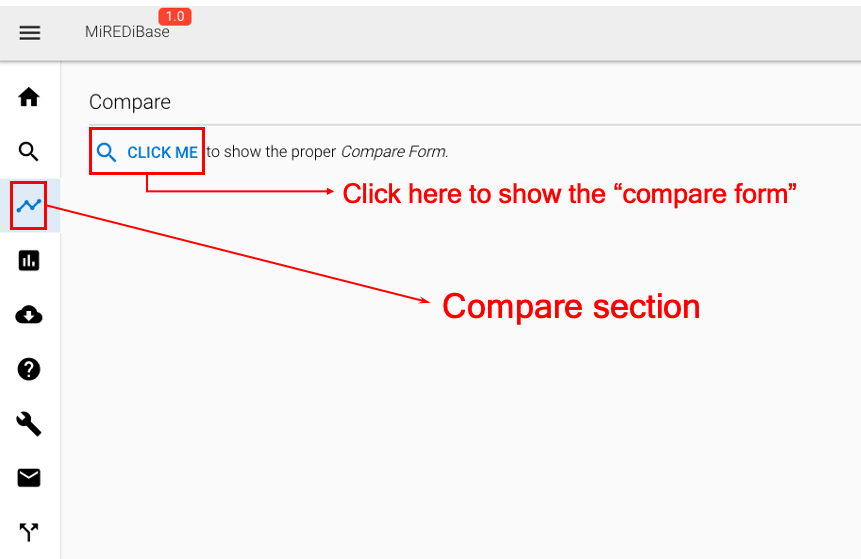 1.0
MiREDiBase
Compare
CLICK ME to show the proper Compare Form.
Click here to show the “compare form”
Compare section